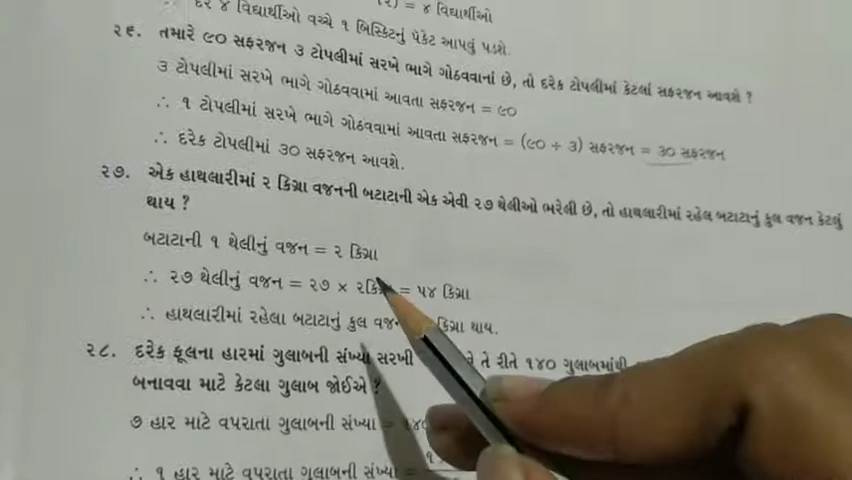 દર ૪ વિદ્યાર્થીઓ વચ્ચે ૧ બિસ્કિટનું પૅકેટ આપવું પડશે.
= ૪ વિદ્યાર્થીઓ
૨૬. તમારે ૯૦ સફરજન ૩ ટોપલીમાં સરખે ભાગે ગોઠવવાનાં છે, તો દરેક ટોપલીમાં કેટલાં સફરજન આવશે ?
૩ ટોપલીમાં સરખે ભાગે ગોઠવવામાં આવતા સફરજન = ૯૦
∴ ૧ ટોપલીમાં સરખે ભાગે ગોઠવવામાં આવતા સફરજન = (૯૦ ÷ ૩) સફરજન = ૩૦ સફરજન
∴ દરેક ટોપલીમાં ૩૦ સફરજન આવશે.
૨૭. એક હાથલારીમાં ૨ કિગ્રા વજનની બટાટાની એક એવી ૨૭ થેલીઓ ભરેલી છે, તો હાથલારીમાં રહેલ બટાટાનું કુલ વજન કેટલું
થાય ?
બટાટાની ૧ થેલીનું વજન = ૨ કિગ્રા
∴ ૨૭ થેલીનું વજન = ૨૭ × ૨ = ૫૪ કિગ્રા
∴ હાથલારીમાં રહેલા બટાટાનું કુલ કિગ્રા થાય.
૨૮. દરેક ફૂલના હારમાં ગુલાબની સંખ્યા સરખી તે રીતે ૧૪૦
બનાવવા માટે કેટલા ગુલાબ જોઈએ ?
૭ હાર માટે વપરાતા ગુલાબની સંખ્યા =
∴ ૧ હાર માટે વપરાતા ગુલાબની સંખ્યા =